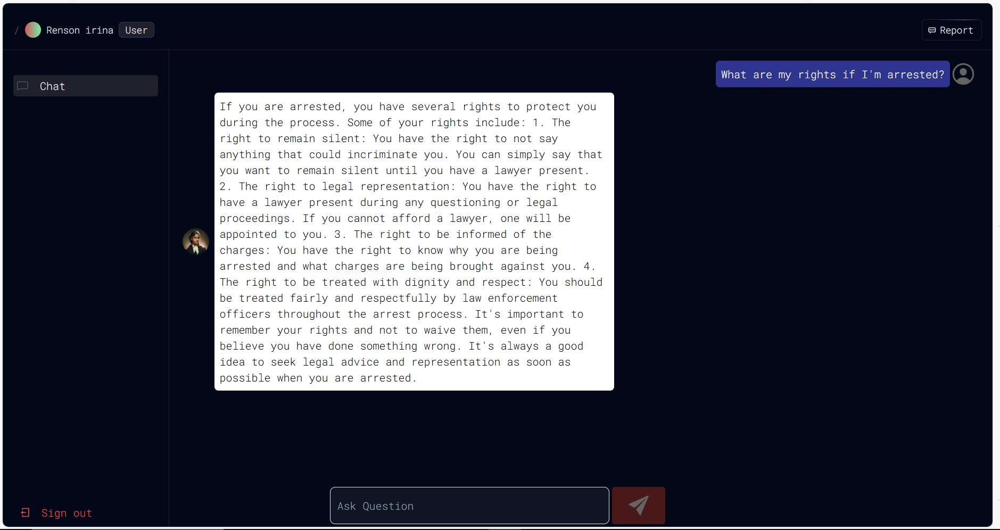 / Renson irina User
Report
Chat
What are my rights if I'm arrested?
If you are arrested, you have several rights to protect you
during the process. Some of your rights include: 1. The
right to remain silent: You have the right to not say
anything that could incriminate you. You can simply say that
you want to remain silent until you have a lawyer present.
2. The right to legal representation: You have the right to
have a lawyer present during any questioning or legal
proceedings. If you cannot afford a lawyer, one will be
appointed to you. 3. The right to be informed of the
charges: You have the right to know why you are being
arrested and what charges are being brought against you. 4.
The right to be treated with dignity and respect: You should
be treated fairly and respectfully by law enforcement
officers throughout the arrest process. It's important to
remember your rights and not to waive them, even if you
believe you have done something wrong. It's always a good
idea to seek legal advice and representation as soon as
possible when you are arrested.
Ask Question
Sign out